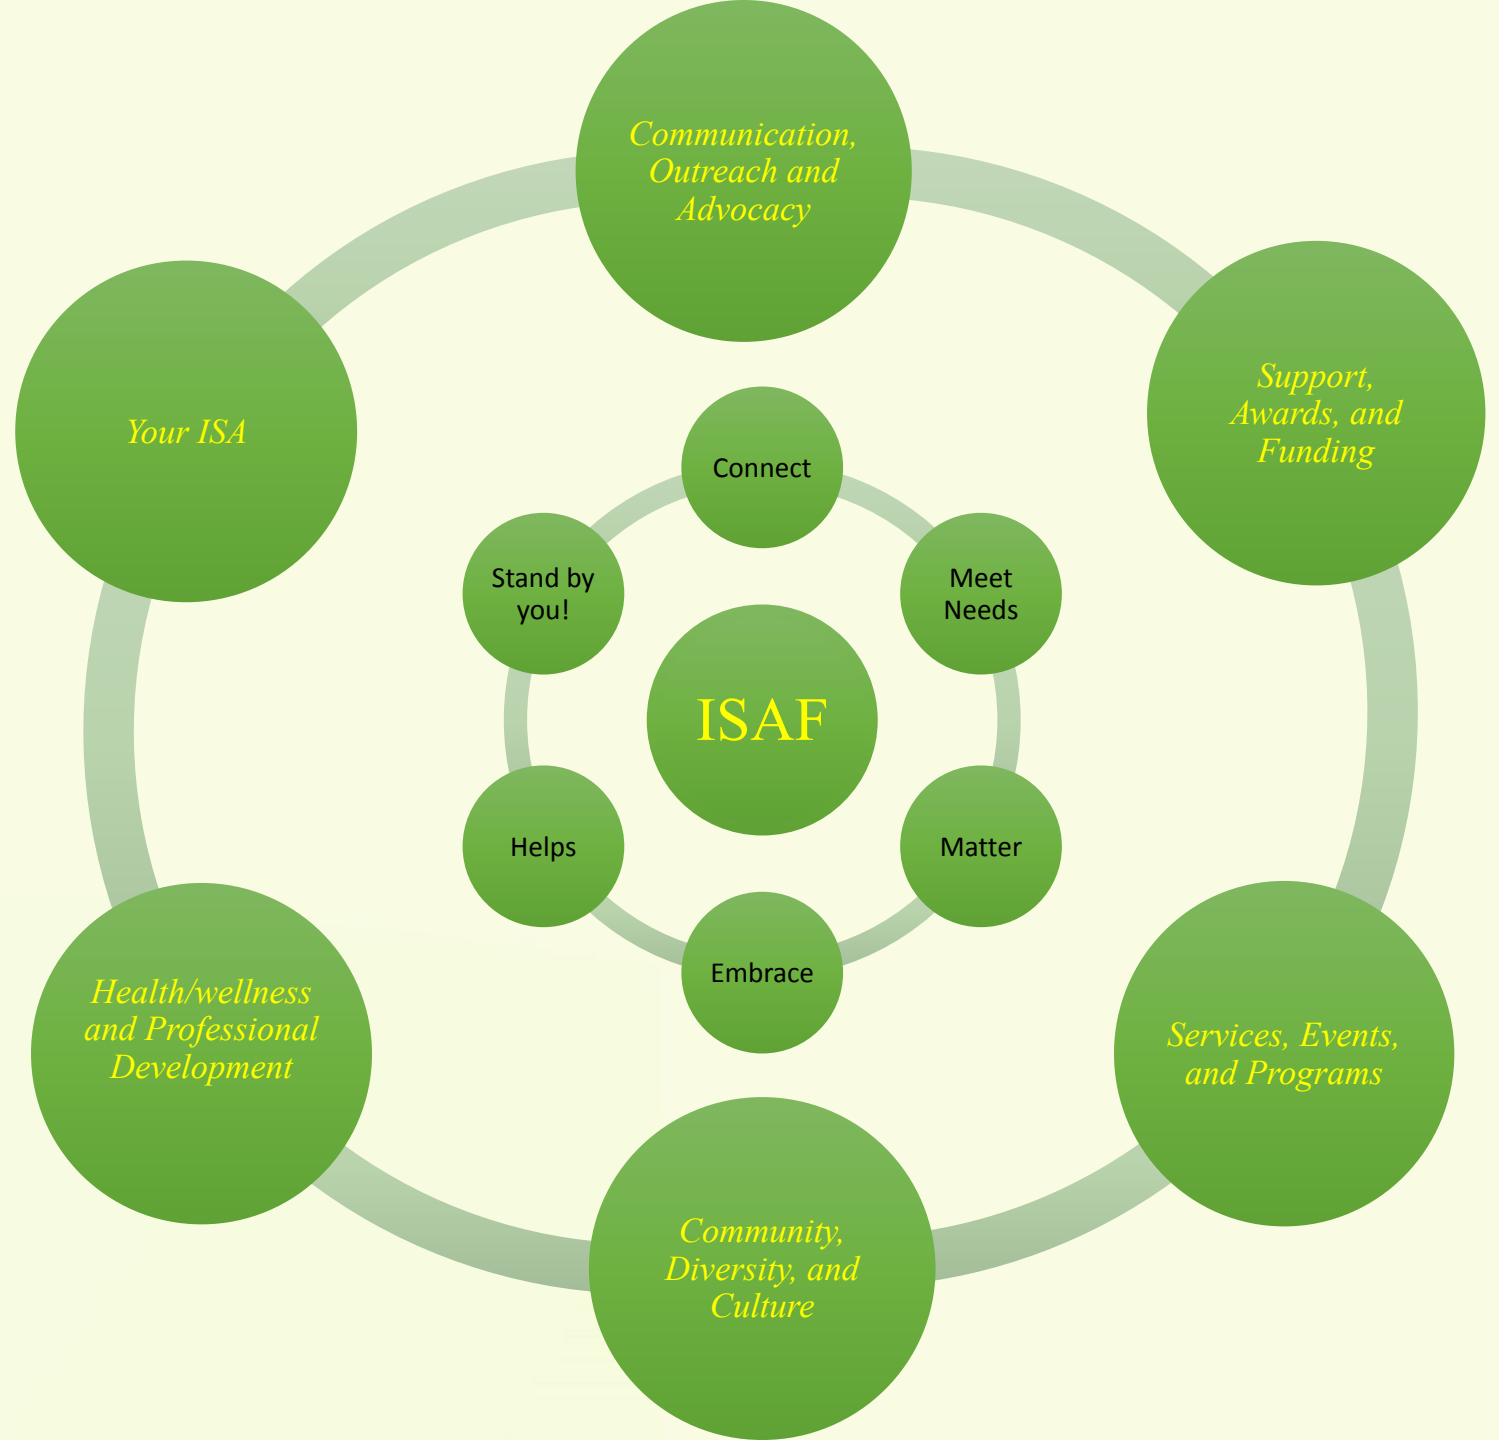 Communication,
Outreach and
Advocacy
Support,
Awards, and
Funding
Your ISA
Connect
Stand by
you!
Meet
Needs
ISAF
Helps
Matter
Embrace
Health/wellness
and Professional
Development
Services, Events,
and Programs
Community,
Diversity, and
Culture